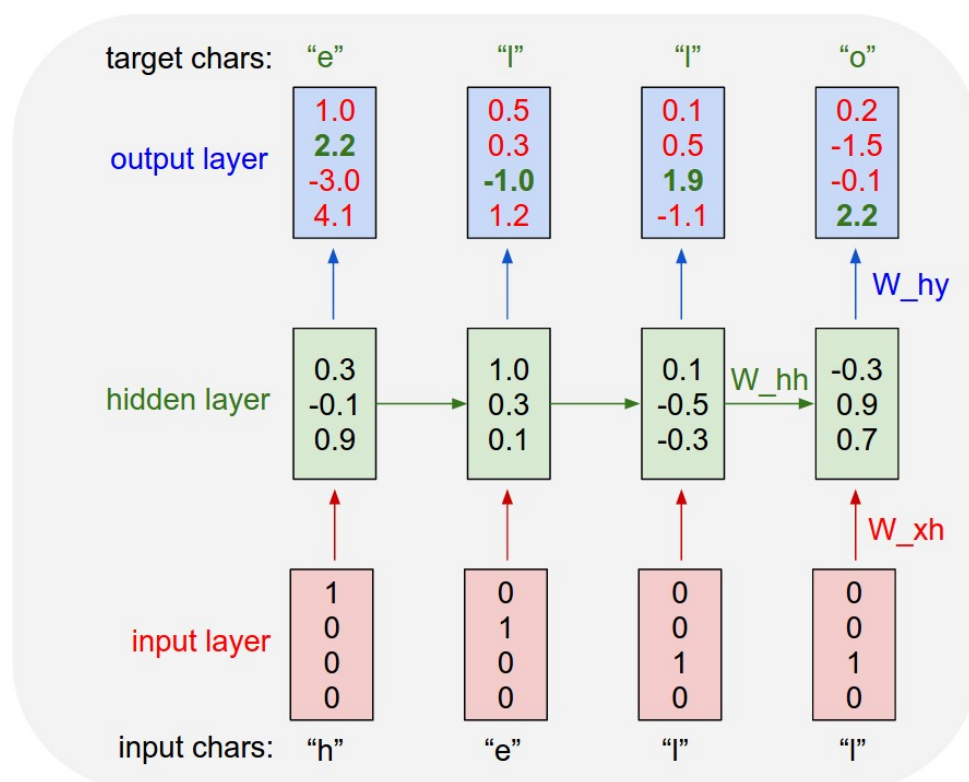 target chars: “e” “l” “l” “o”
output layer
1.0 0.5 0.1 0.2
2.2 0.3 0.5 -1.5
-3.0 -1.0 1.9 -0.1
4.1 1.2 -1.1 2.2
W_hy
hidden layer
0.3 1.0 0.1 -0.3
-0.1 0.3 -0.5 0.9
0.9 0.1 -0.3 0.7
W_hh
W_xh
input layer
1 0 0 0
0 1 0 0
0 0 1 1
0 0 0 0
input chars: “h” “e” “l” “l”